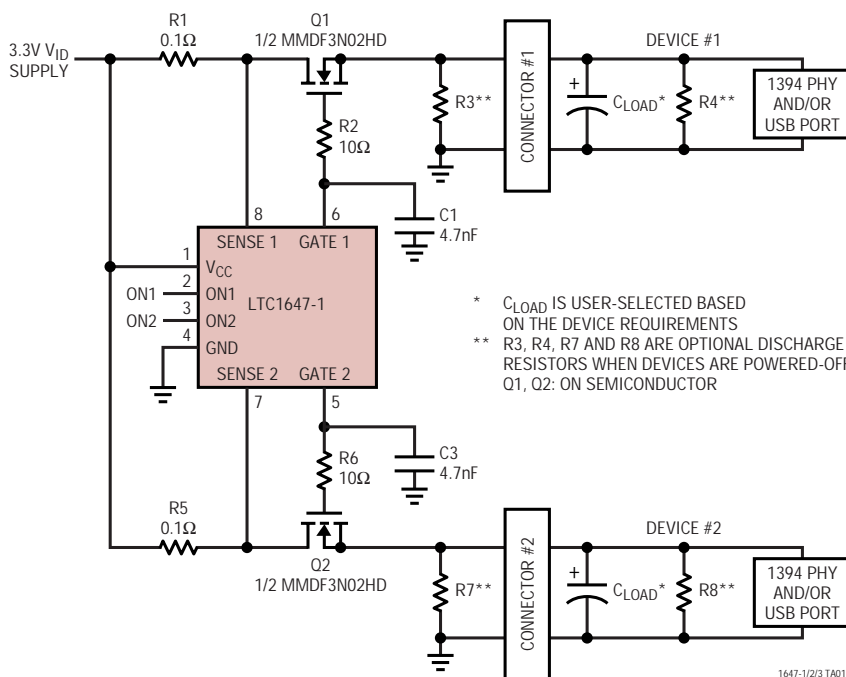 R1
0.1Ω
Q1
1/2 MMDF3N02HD
3.3V VID
SUPPLY
R2
10Ω
R3**
CONNECTOR #1
DEVICE #1
+
CLOAD*
R4**
1394 PHY
AND/OR
USB PORT
C1
4.7nF
8
6
SENSE 1
GATE 1
1
VCC
2
ON1
ON1
3
ON2
ON2
4
GND
LTC1647-1
SENSE 2
GATE 2
7
5
* CLOAD IS USER-SELECTED BASED
ON THE DEVICE REQUIREMENTS
** R3, R4, R7 AND R8 ARE OPTIONAL DISCHARGE
RESISTORS WHEN DEVICES ARE POWERED-OFF
Q1, Q2: ON SEMICONDUCTOR
R6
10Ω
C3
4.7nF
R5
0.1Ω
Q2
1/2 MMDF3N02HD
R7**
CONNECTOR #2
DEVICE #2
+
CLOAD*
R8**
1394 PHY
AND/OR
USB PORT
1647-1/2/3 TA01